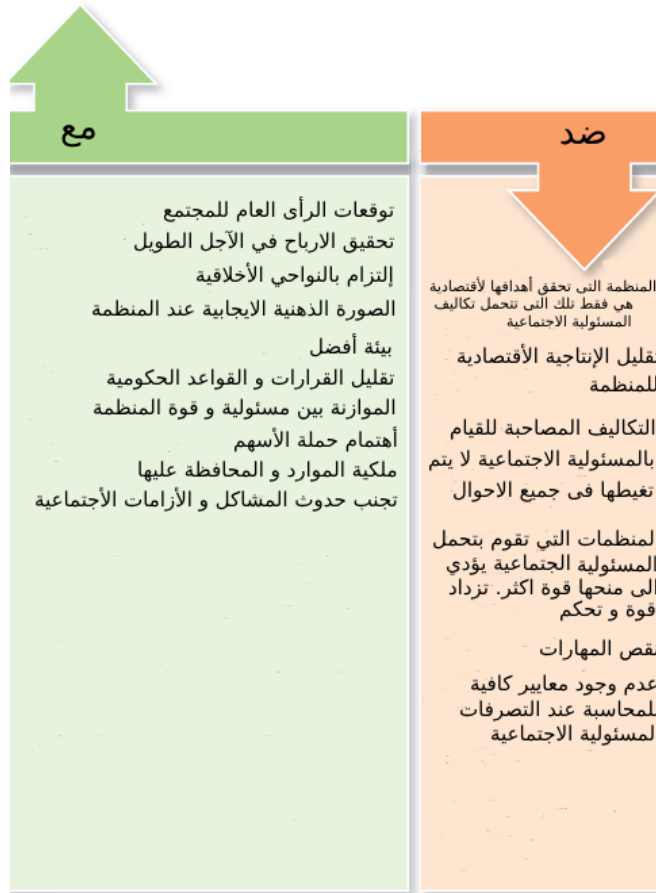 ضد
المنظمة التى تحقق أهدافها لأقتصادية
هي فقط تلك التى تتحمل تكاليف
المسئولية الاجتماعية
تقليل الإنتاجية الأقتصادية
للمنظمة
التكاليف المصاحبة للقيام
بالمسئولية الاجتماعية لا يتم
تغيطها فى جميع الاحوال
لمنظمات التي تقوم بتحمل
المسئولية الجتماعية يؤدي
الى منحها قوة اكثر. تزداد
قوة و تحكم
نقص المهارات
عدم وجود معايير كافية
للمحاسبة عند التصرفات
لمسئولية الاجتماعية
مع
توقعات الرأى العام للمجتمع
تحقيق الارباح في الآجل الطويل
إلتزام بالنواحي الأخلاقية
الصورة الذهنية الايجابية عند المنظمة
بيئة أفضل
تقليل القرارات و القواعد الحكومية
الموازنة بين مسئولية و قوة المنظمة
أهتمام حملة الأسهم
ملكية الموارد و المحافظة عليها
تجنب حدوث المشاكل و الأزامات الأجتماعية